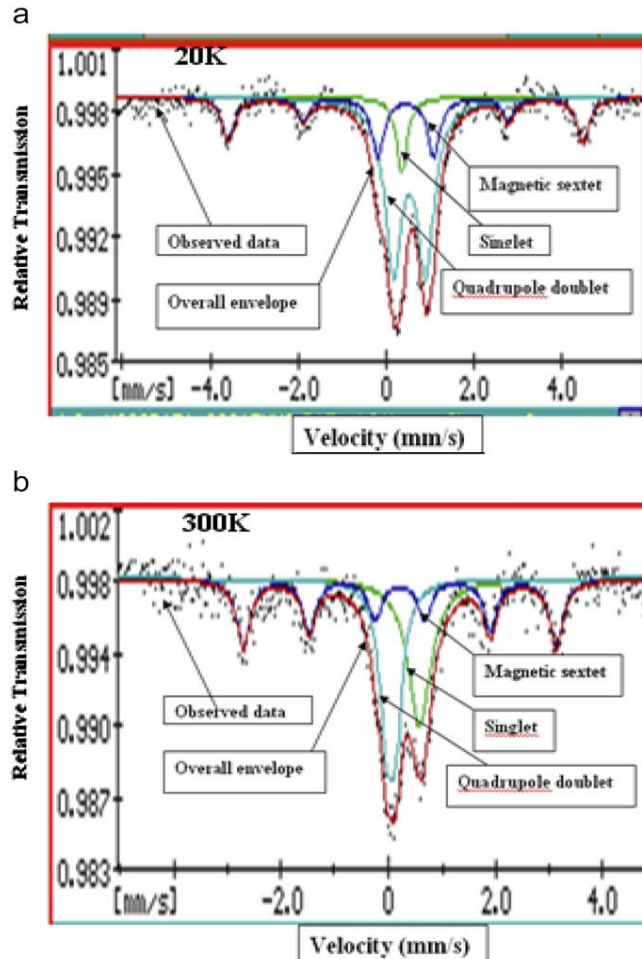 a
20K
1.001
0.998
0.995
0.992
0.989
0.985
Relative Transmission
Magnetic sextet
Singlet
Observed data
Quadrupole doublet
Overall envelope
[mm/s] -4.0 -2.0 0 2.0 4.0
Velocity (mm/s)
b
300K
1.002
0.998
0.994
0.990
0.987
0.983
Relative Transmission
Magnetic sextet
Observed data
Singlet
Overall envelope
Quadrupole doublet
[mm/s] -2.0 0 2.0 4.0
Velocity (mm/s)